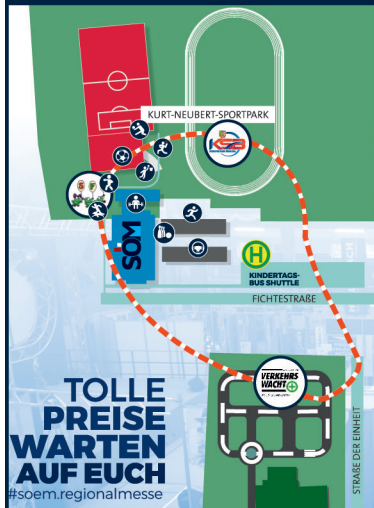 KURT-NEUBERT-SPORTPARK
KSB
S F
SÖM
H
KINDERTAGS-
BUS SHUTTLE
FICHTESTRAßE
VERKEHRS
WACHT
STRAßE DER EINHEIT
TOLLE
PREISE
WARTEN
AUF EUCH
#soem.regionalmesse